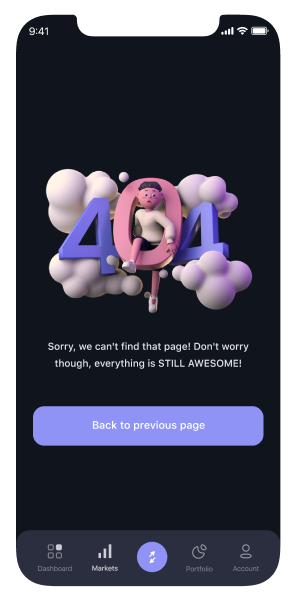 9:41
404
Sorry, we can't find that page! Don't worry
though, everything is STILL AWESOME!
Back to previous page
Dashboard
Markets
Portfolio
Account